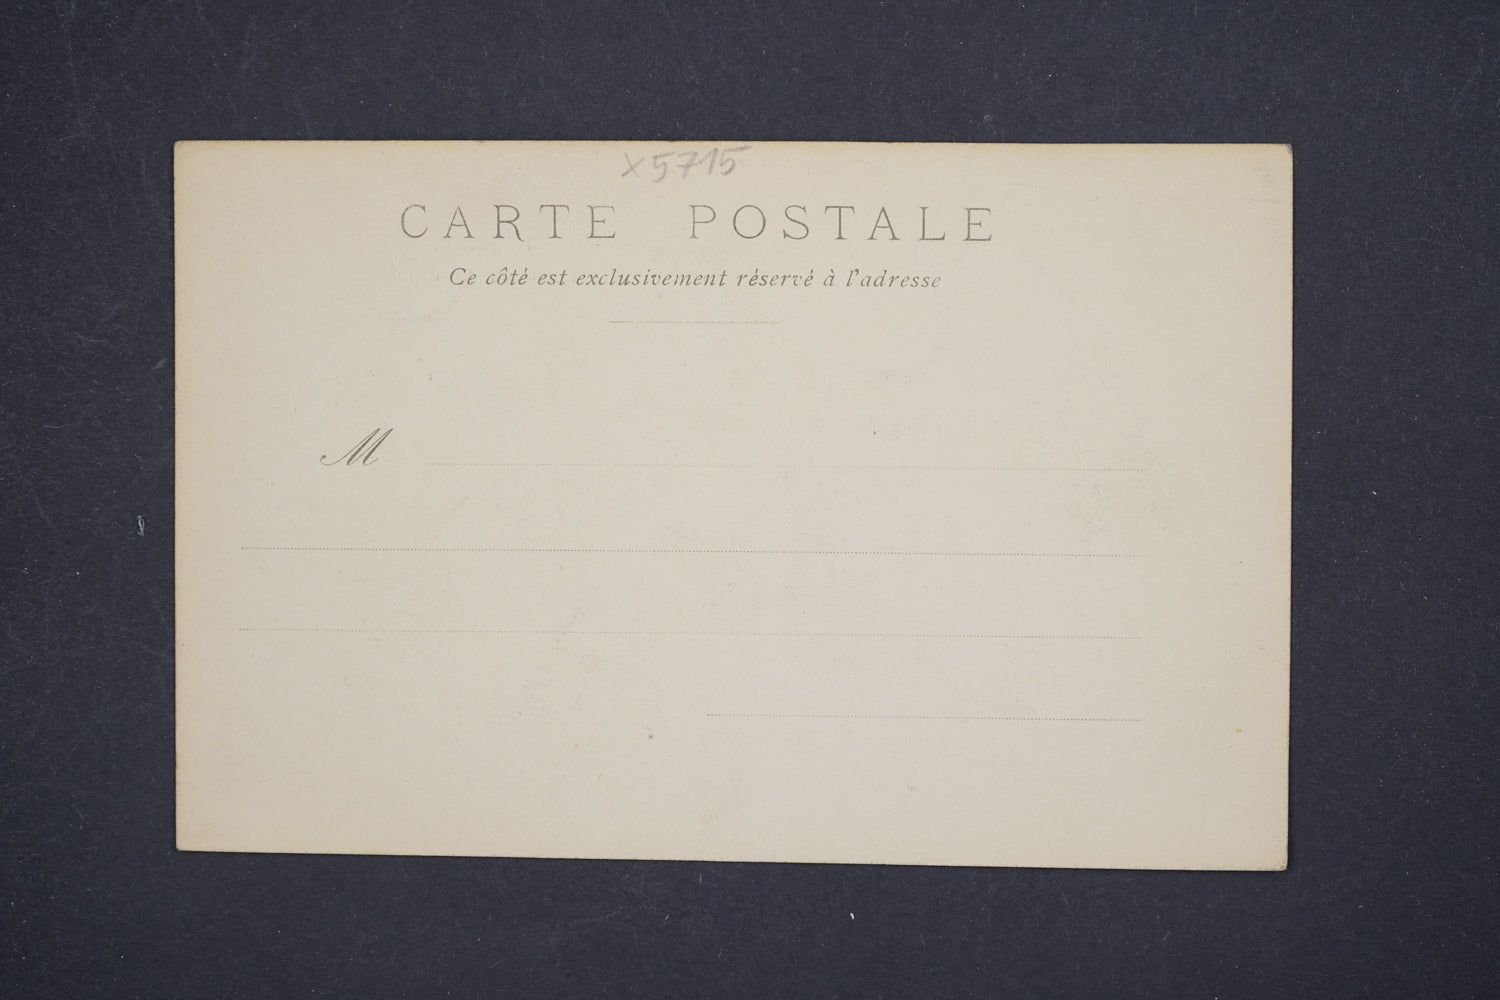 x5715
CARTE POSTALE
Ce côté est exclusivement réservé à l'adresse
M